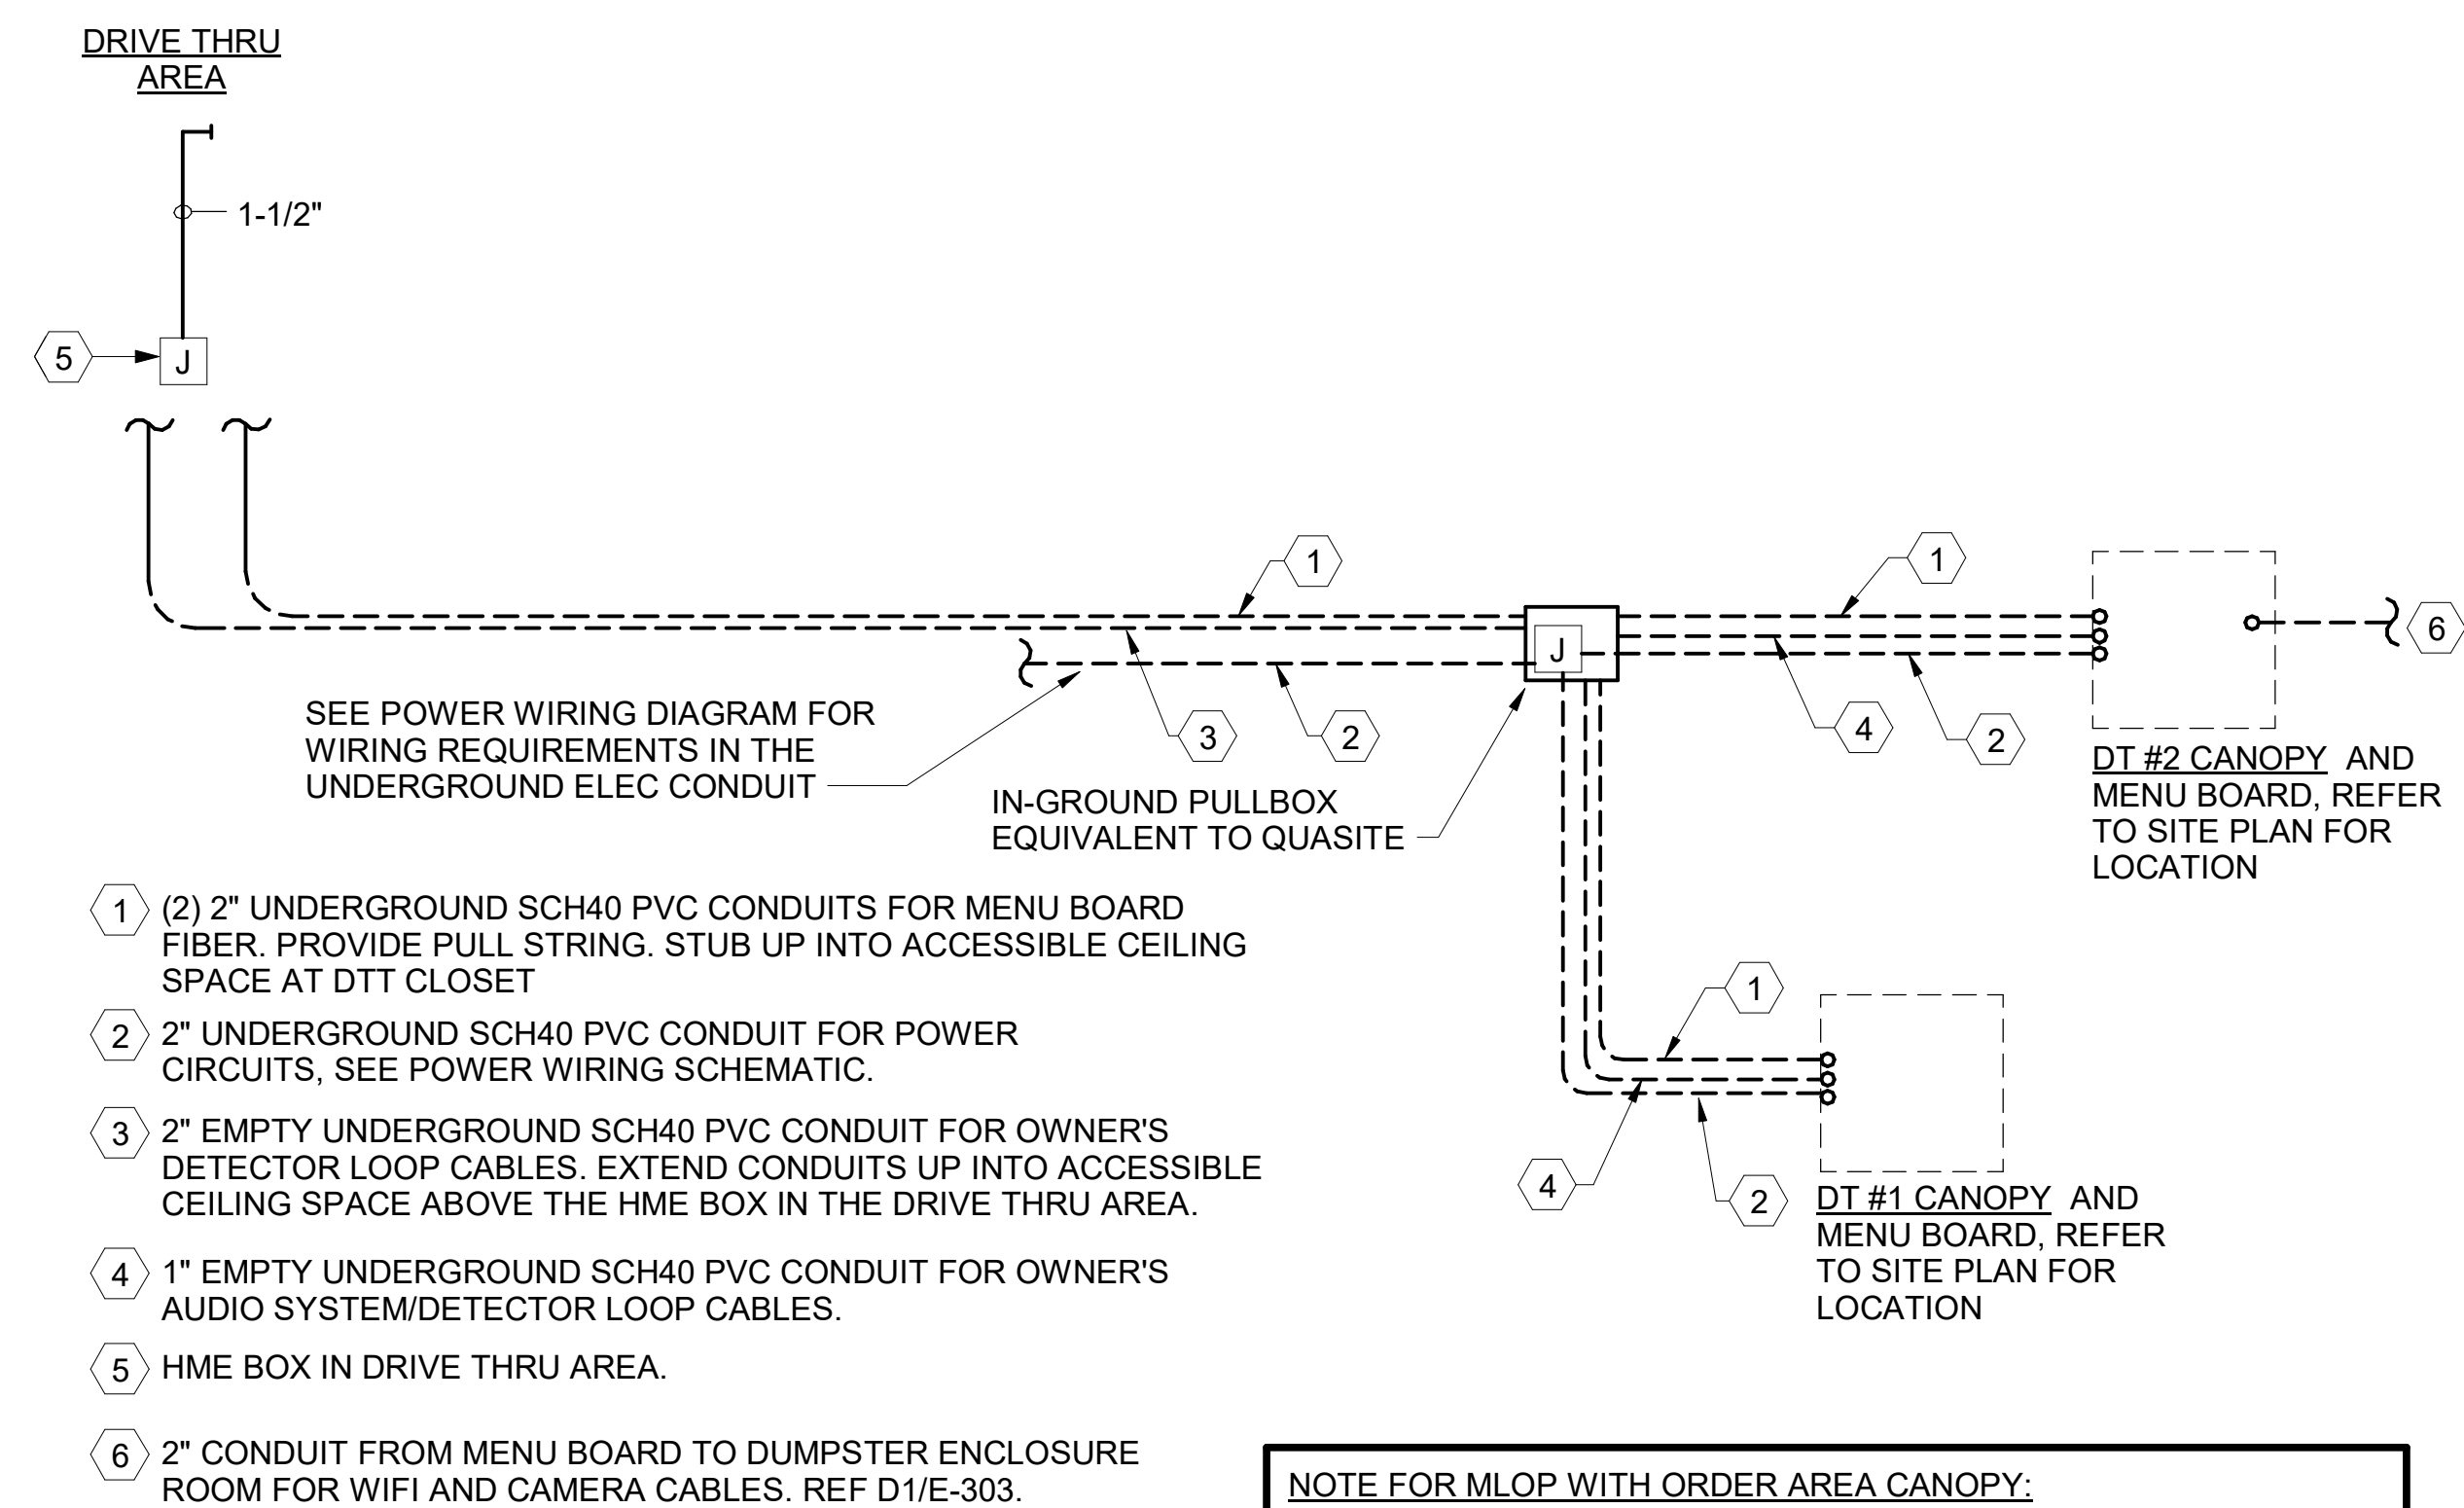 DRIVE THRU
AREA
1-1/2"
5
J
1
1
6
J
3
2
4
2
SEE POWER WIRING DIAGRAM FOR
WIRING REQUIREMENTS IN THE
UNDERGROUND ELEC CONDUIT
IN-GROUND PULLBOX
EQUIVALENT TO QUASITE
DT #2 CANOPY AND
MENU BOARD, REFER
TO SITE PLAN FOR
LOCATION
1
4
2
DT #1 CANOPY AND
MENU BOARD, REFER
TO SITE PLAN FOR
LOCATION
1 (2) 2" UNDERGROUND SCH40 PVC CONDUITS FOR MENU BOARD
FIBER. PROVIDE PULL STRING. STUB UP INTO ACCESSIBLE CEILING
SPACE AT DTT CLOSET
2 2" UNDERGROUND SCH40 PVC CONDUIT FOR POWER
CIRCUITS, SEE POWER WIRING SCHEMATIC.
3 2" EMPTY UNDERGROUND SCH40 PVC CONDUIT FOR OWNER'S
DETECTOR LOOP CABLES. EXTEND CONDUITS UP INTO ACCESSIBLE
CEILING SPACE ABOVE THE HME BOX IN THE DRIVE THRU AREA.
4 1" EMPTY UNDERGROUND SCH40 PVC CONDUIT FOR OWNER'S
AUDIO SYSTEM/DETECTOR LOOP CABLES.
5 HME BOX IN DRIVE THRU AREA.
6 2" CONDUIT FROM MENU BOARD TO DUMPSTER ENCLOSURE
ROOM FOR WIFI AND CAMERA CABLES. REF D1/E-303.
NOTE FOR MLOP WITH ORDER AREA CANOPY: